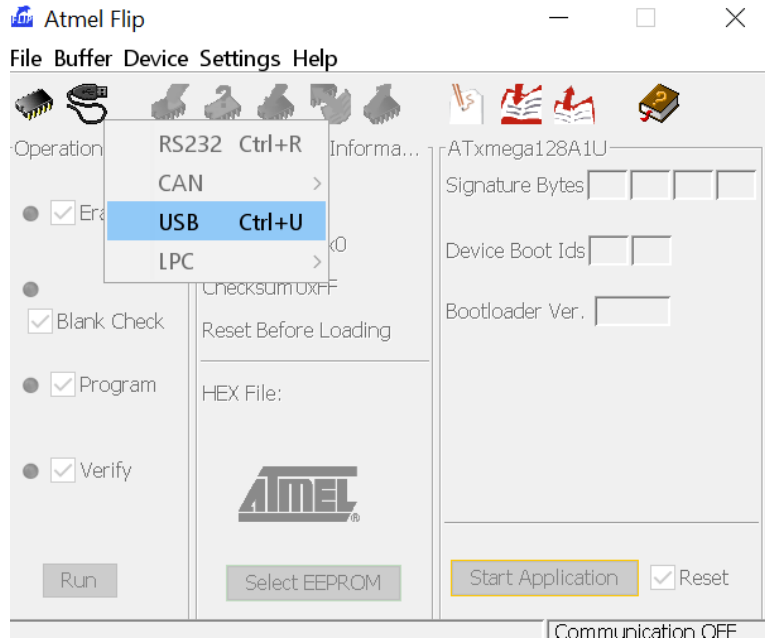 Atmel Flip
File Buffer Device Settings Help
Operation
Informa...
RS232 Ctrl+R
CAN
USB Ctrl+U
LPC
Era
x0
Checksum 0xFF
Blank Check
Reset Before Loading
Program
HEX File:
Verify
ATMEL
Run
Select EEPROM
ATxmega128A1U
Signature Bytes
Device Boot Ids
Bootloader Ver.
Start Application
Reset
Communication OFF